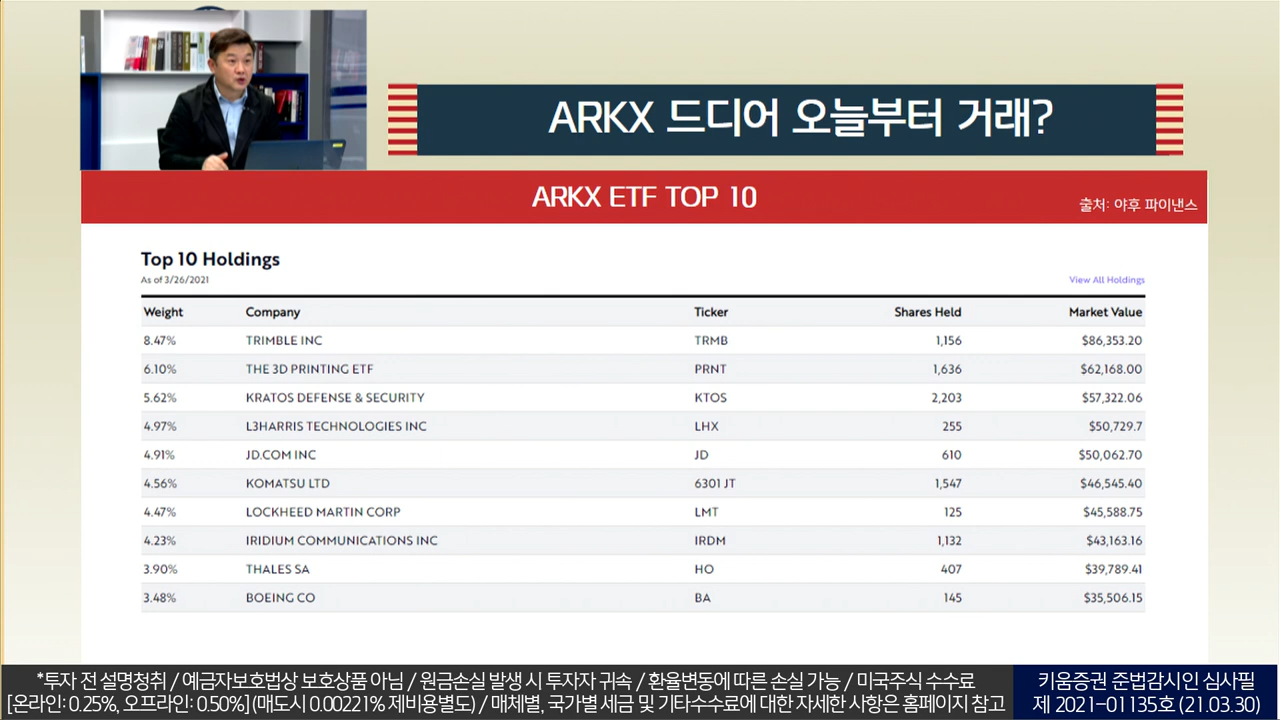 ARKX 드디어 오늘부터 거래?
ARKX ETF TOP 10
출처: 야후 파이낸스
Top 10 Holdings
As of 3/26/2021
View All Holdings
Weight Company Ticker Shares Held Market Value
8.47% TRIMBLE INC TRMB 1,156 $86,353.20
6.10% THE 3D PRINTING ETF PRNT 1,636 $62,168.00
5.62% KRATOS DEFENSE & SECURITY KTOS 2,203 $57,322.06
4.97% L3HARRIS TECHNOLOGIES INC LHX 255 $50,729.7
4.91% JD.COM INC JD 610 $50,062.70
4.56% KOMATSU LTD 6301 JT 1,547 $46,545.40
4.47% LOCKHEED MARTIN CORP LMT 125 $45,588.75
4.23% IRIDIUM COMMUNICATIONS INC IRDM 1,132 $43,163.16
3.90% THALES SA HO 407 $39,789.41
3.48% BOEING CO BA 145 $35,506.15
*투자 전 설명청취 / 예금자보호법상 보호상품 아님 / 원금손실 발생 시 투자자 귀속 / 환율변동에 따른 손실 가능 / 미국주식 수수료
[온라인: 0.25%, 오프라인: 0.50%] (매도시 0.00221% 제비용별도) / 매체별, 국가별 세금 및 기타수수료에 대한 자세한 사항은 홈페이지 참고
키움증권 준법감시인 심사필
제 2021-01135호 (21.03.30)